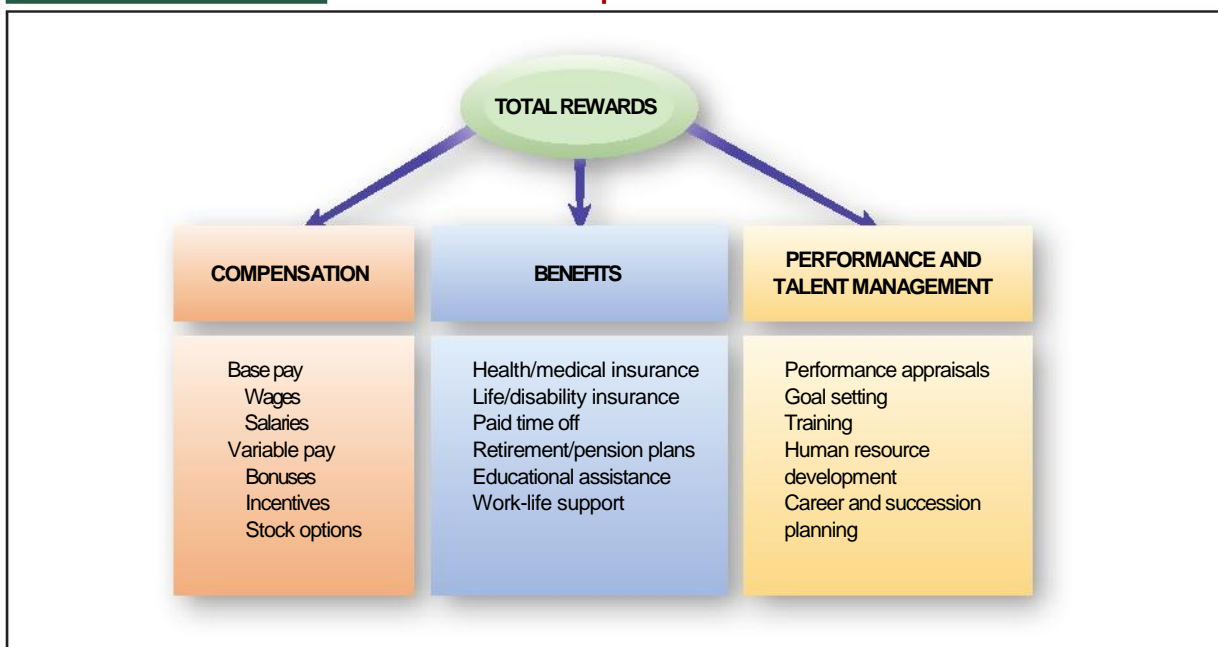 TOTAL REWARDS
COMPENSATION
BENEFITS
PERFORMANCE AND
TALENT MANAGEMENT
Base pay
Wages
Salaries
Variable pay
Bonuses
Incentives
Stock options
Health/medical insurance
Life/disability insurance
Paid time off
Retirement/pension plans
Educational assistance
Work-life support
Performance appraisals
Goal setting
Training
Human resource
development
Career and succession
planning